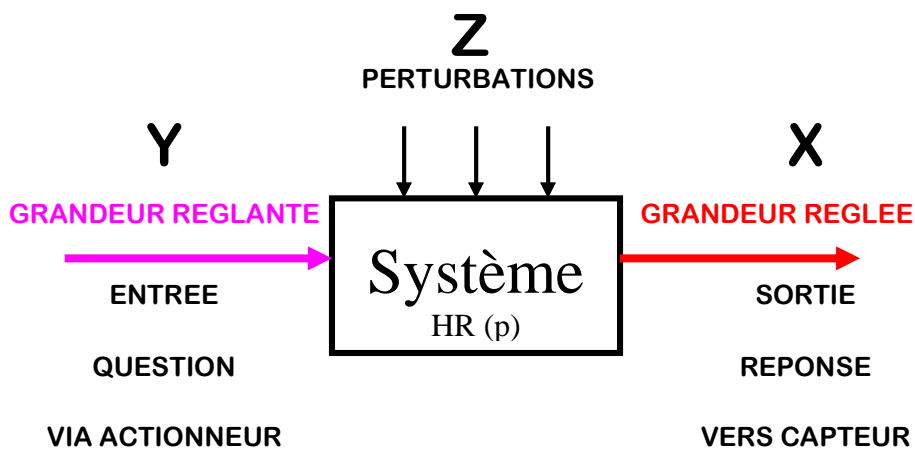 Z
PERTURBATIONS
Y
X
GRANDEUR REGLANTE
GRANDEUR REGLEE
Système
HR (p)
ENTREE
SORTIE
QUESTION
REPONSE
VIA ACTIONNEUR
VERS CAPTEUR